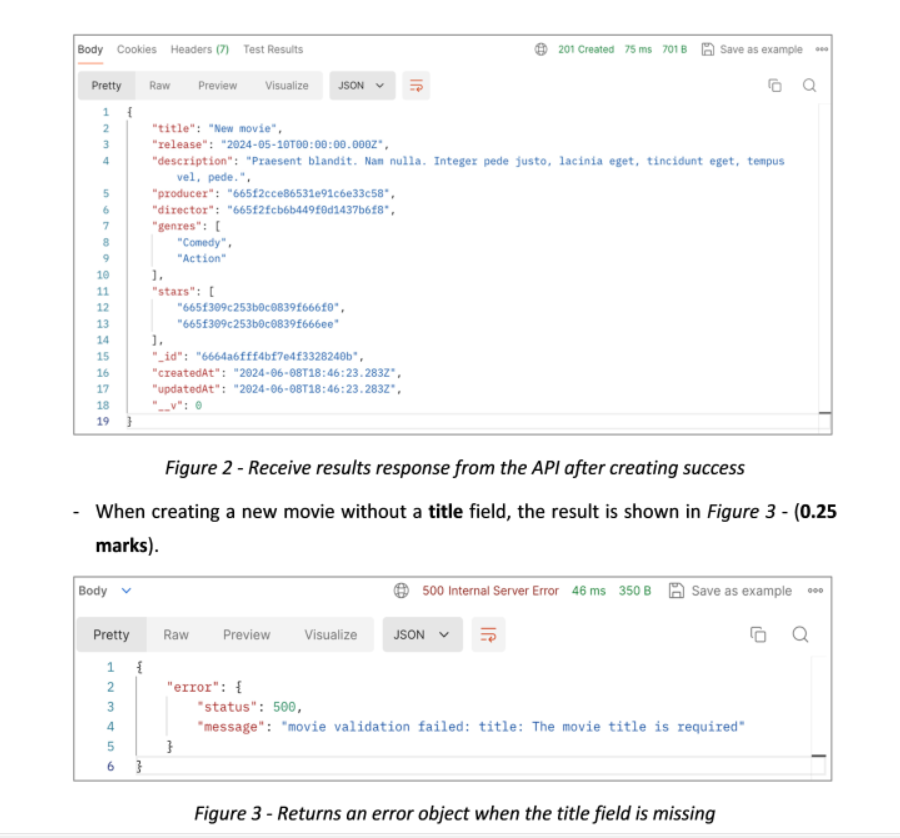 Body Cookies Headers (7) Test Results 201 Created 75 ms 701 B Save as example
Pretty Raw Preview Visualize JSON
1 {
2 "title": "New movie",
3 "release": "2024-05-10T00:00:00.000Z",
4 "description": "Praesent blandit. Nam nulla. Integer pede justo, lacinia eget, tincidunt eget, tempus
vel, pede.",
5 "producer": "665f2cce86531e91c6e33c58",
6 "director": "665f2fcb6b449f0d1437b6f8",
7 "genres": [
8 "Comedy",
9 "Action"
10 ],
11 "stars": [
12 "665f309c253b0c0839f666f0",
13 "665f309c253b0c0839f666ee"
14 ],
15 "_id": "6664a6fff4bf7e4f3328240b",
16 "createdAt": "2024-06-08T18:46:23.283Z",
17 "updatedAt": "2024-06-08T18:46:23.283Z",
18 "__v": 0
19 }
Figure 2 - Receive results response from the API after creating success
- When creating a new movie without a title field, the result is shown in Figure 3 - (0.25
marks).
Body 500 Internal Server Error 46 ms 350 B Save as example
Pretty Raw Preview Visualize JSON
1 {
2 "error": {
3 "status": 500,
4 "message": "movie validation failed: title: The movie title is required"
5 }
6 }
Figure 3 - Returns an error object when the title field is missing